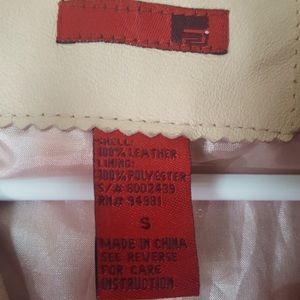 SHELL:
100% LEATHER
LINING:
100% POLYESTER
S/# 8002439
RN# 94981
S
MADE IN CHINA
SEE REVERSE
FOR CARE
INSTRUCTION